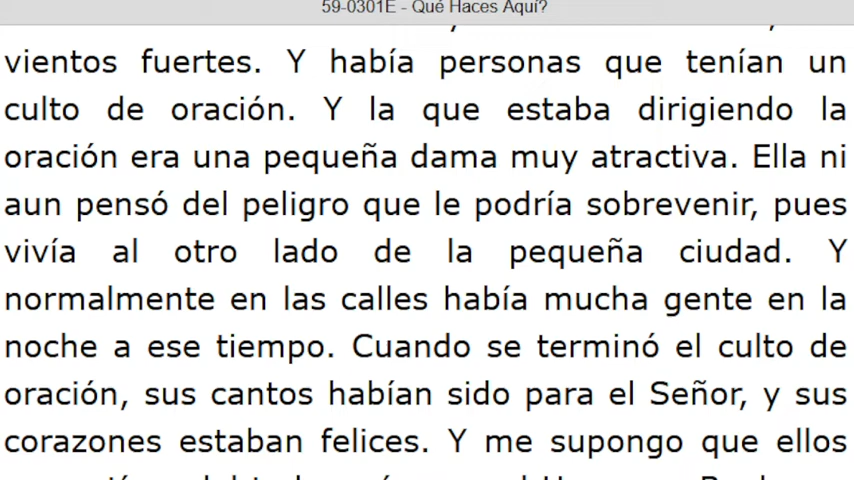 59-0301E - Qué Haces Aquí?
vientos fuertes. Y había personas que tenían un
culto de oración. Y la que estaba dirigiendo la
oración era una pequeña dama muy atractiva. Ella ni
aun pensó del peligro que le podría sobrevenir, pues
vivía al otro lado de la pequeña ciudad. Y
normalmente en las calles había mucha gente en la
noche a ese tiempo. Cuando se terminó el culto de
oración, sus cantos habían sido para el Señor, y sus
corazones estaban felices. Y me supongo que ellos